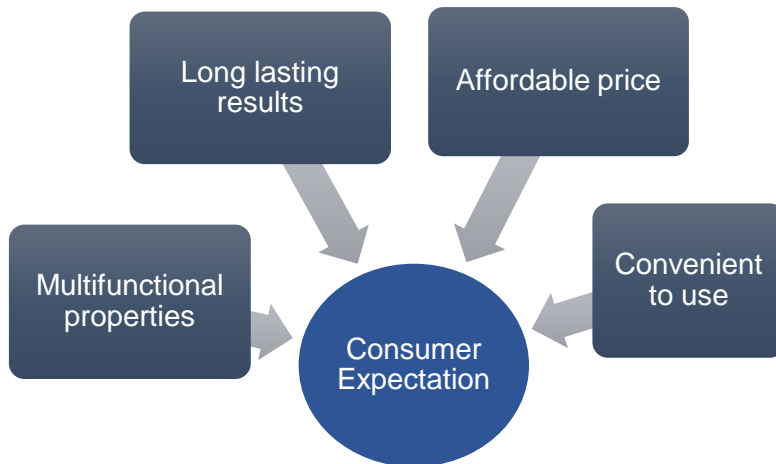 Long lasting
results
Affordable price
Multifunctional
properties
Convenient
to use
Consumer
Expectation